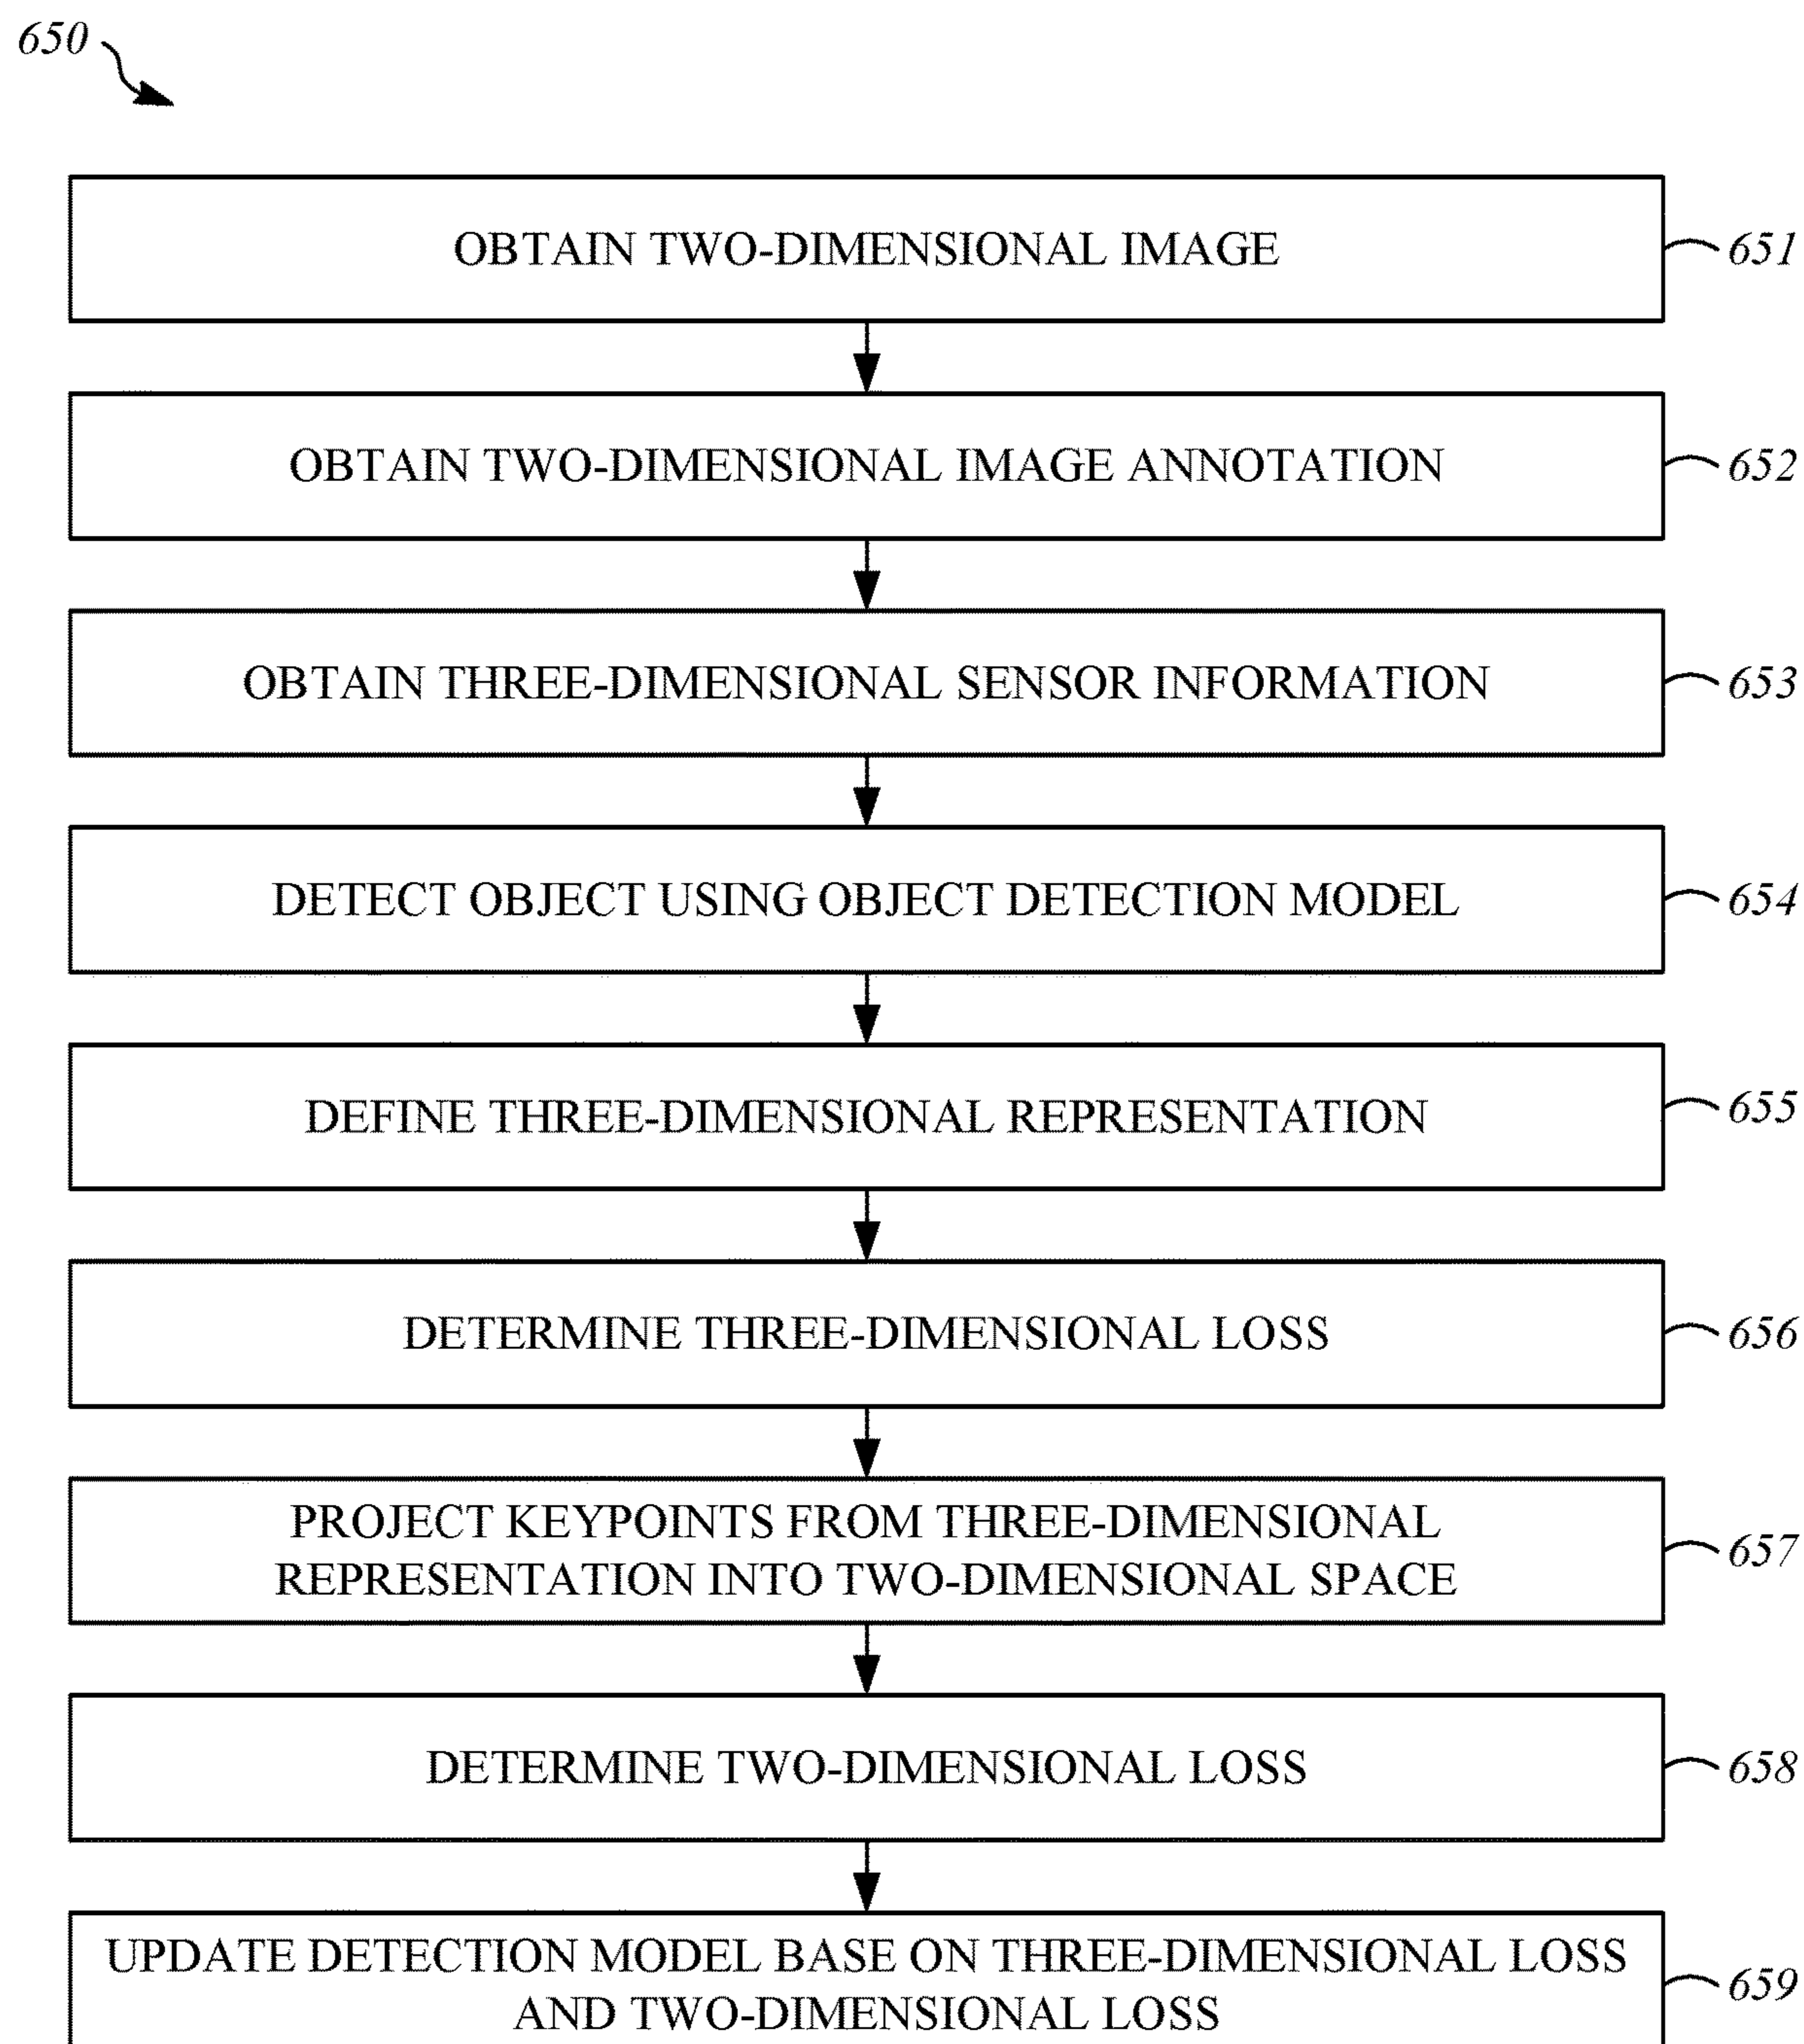 650
OBTAIN TWO-DIMENSIONAL IMAGE
651
OBTAIN TWO-DIMENSIONAL IMAGE ANNOTATION
652
OBTAIN THREE-DIMENSIONAL SENSOR INFORMATION
653
DETECT OBJECT USING OBJECT DETECTION MODEL
654
DEFINE THREE-DIMENSIONAL REPRESENTATION
655
DETERMINE THREE-DIMENSIONAL LOSS
656
PROJECT KEYPOINTS FROM THREE-DIMENSIONAL
REPRESENTATION INTO TWO-DIMENSIONAL SPACE
657
DETERMINE TWO-DIMENSIONAL LOSS
658
UPDATE DETECTION MODEL BASE ON THREE-DIMENSIONAL LOSS
AND TWO-DIMENSIONAL LOSS
659